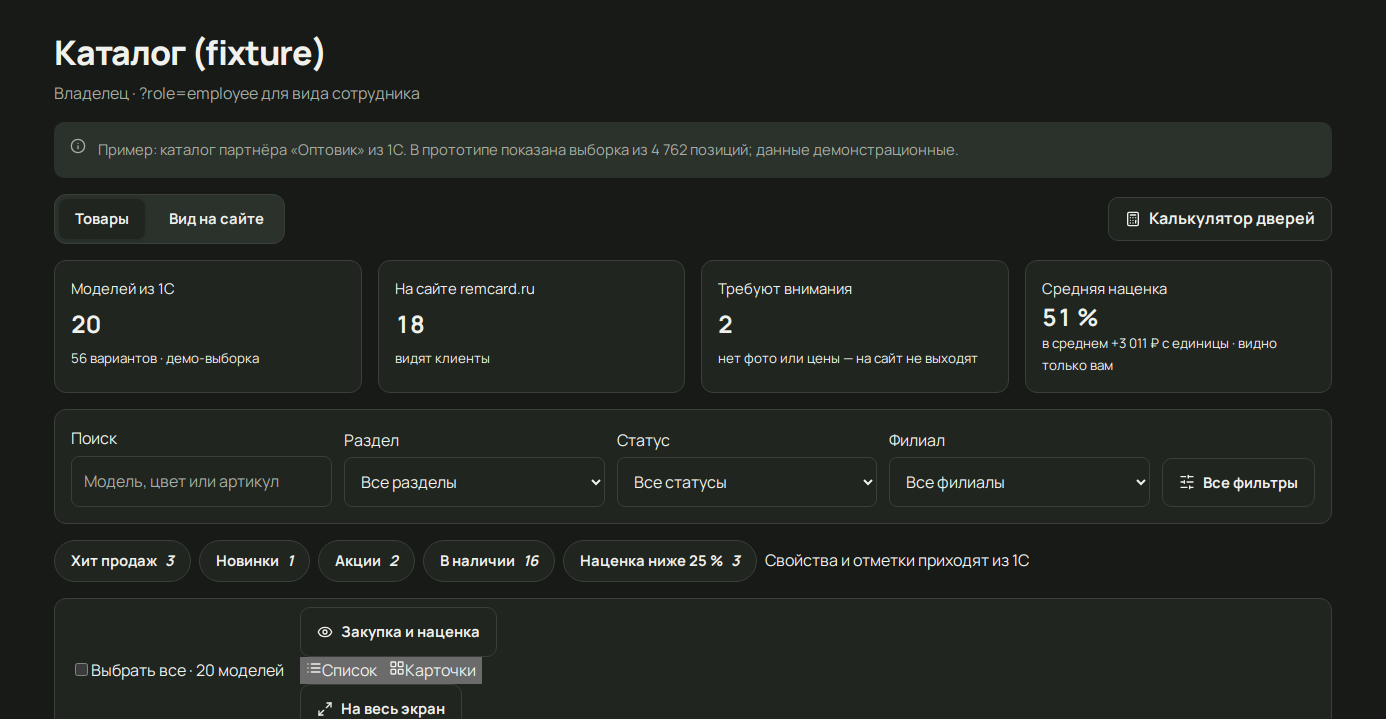 Каталог (fixture)
Владелец · ?role=employee для вида сотрудника
Пример: каталог партнёра «Оптовик» из 1С. В прототипе показана выборка из 4 762 позиций; данные демонстрационные.
Товары
Вид на сайте
Калькулятор дверей
Моделей из 1С
20
56 вариантов · демо-выборка
На сайте remcard.ru
18
видят клиенты
Требуют внимания
2
нет фото или цены — на сайт не выходят
Средняя наценка
51 %
в среднем +3 011 ₽ с единицы · видно
только вам
Поиск
Модель, цвет или артикул
Раздел
Все разделы
Статус
Все статусы
Филиал
Все филиалы
Все фильтры
Хит продаж 3
Новинки 1
Акции 2
В наличии 16
Наценка ниже 25 % 3
Свойства и отметки приходят из 1С
Закупка и наценка
Выбрать все · 20 моделей
Список
Карточки
На весь экран